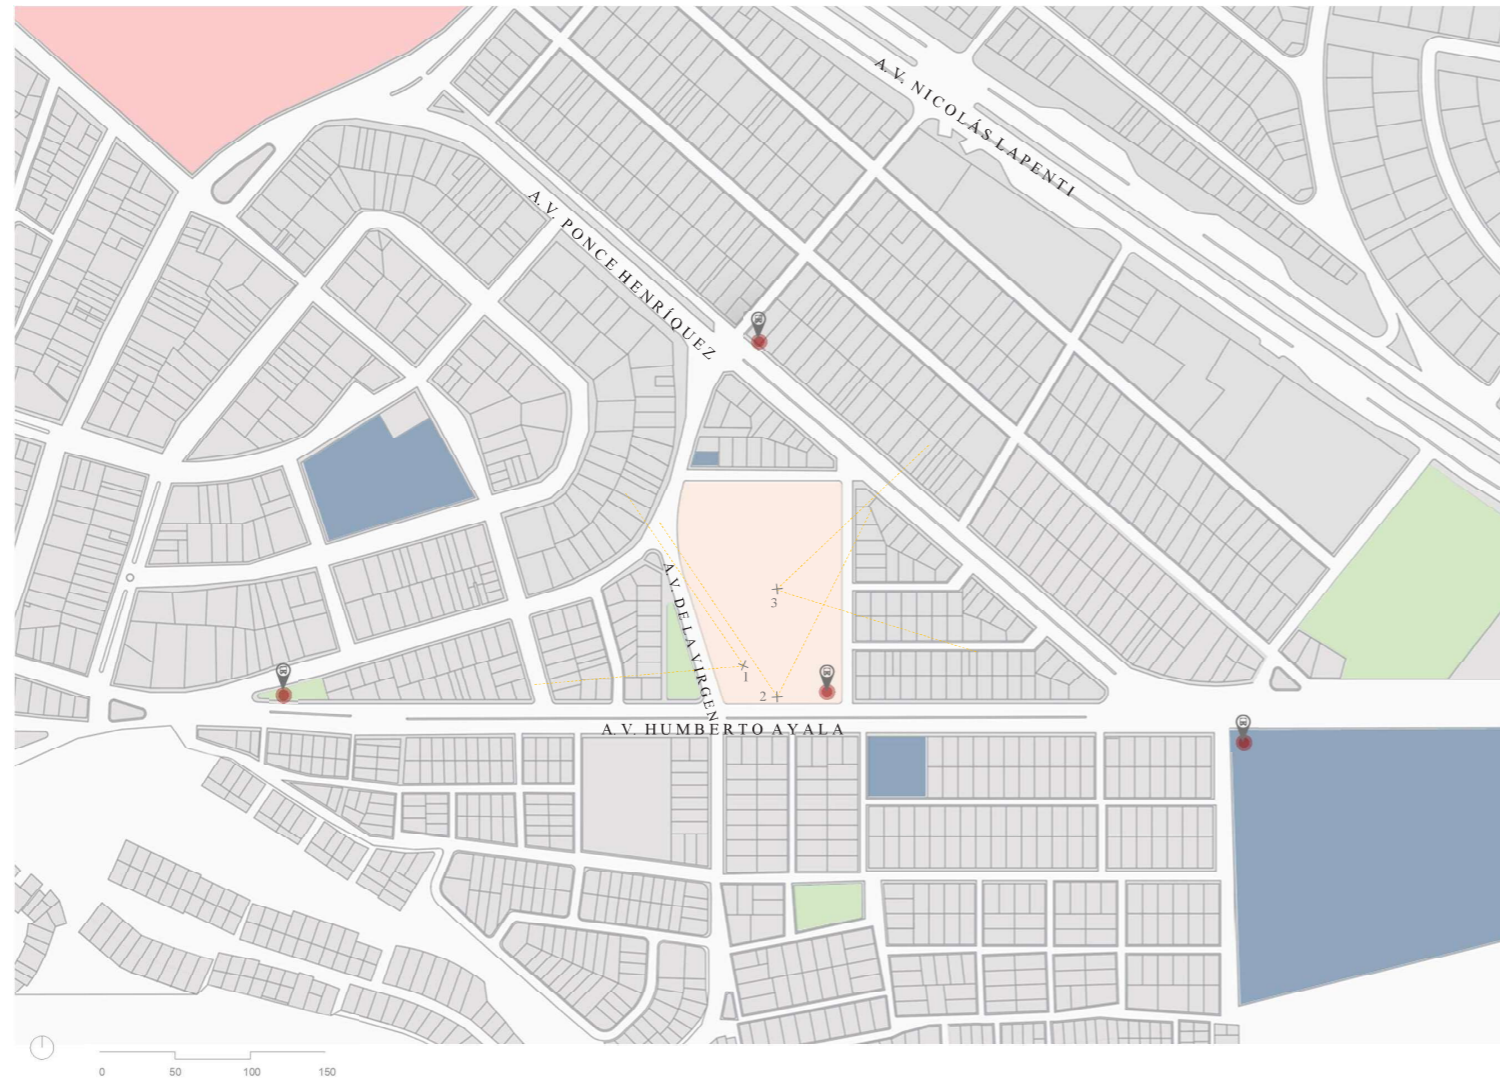 A.V. NICOLÁS LAPENTI
A.V. PONCE HENRÍQUEZ
A.V. DE LA VIRGEN
3
1
2
A.V. HUMBERTO AYALA
0 50 100 150